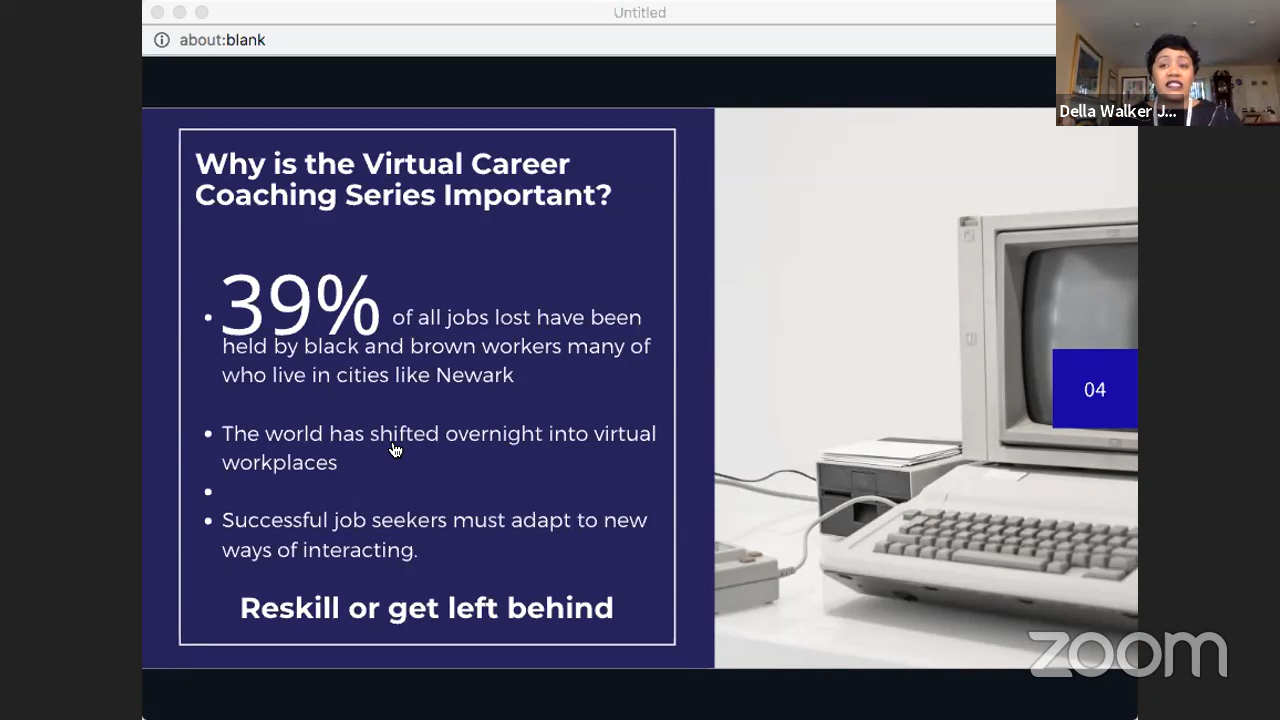 Untitled
about:blank
Della Walker J...
Why is the Virtual Career
Coaching Series Important?
• 39% of all jobs lost have been
held by black and brown workers many of
who live in cities like Newark
• The world has shifted overnight into virtual
workplaces
•
• Successful job seekers must adapt to new
ways of interacting.
Reskill or get left behind
04
zoom